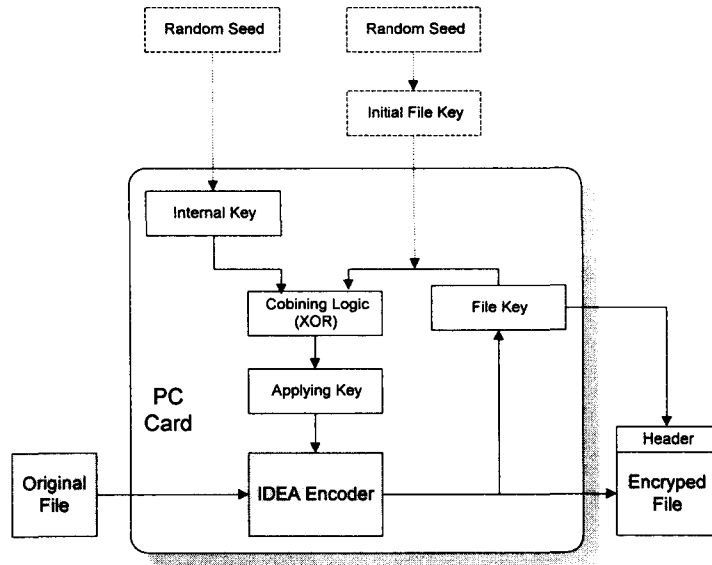 Random Seed
Random Seed
Initial File Key
Internal Key
Cobining Logic
(XOR)
File Key
Applying Key
PC
Card
Header
Original
File
IDEA Encoder
Encryped
File